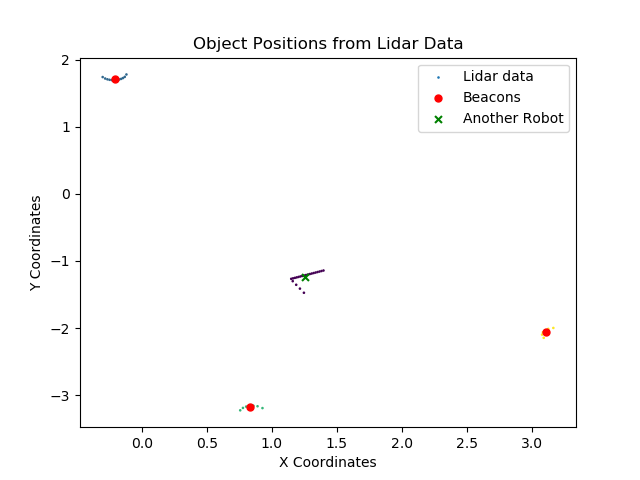 Object Positions from Lidar Data
Lidar data
Beacons
Another Robot
Y Coordinates
2
1
0
−1
−2
−3
0.0 0.5 1.0 1.5 2.0 2.5 3.0
X Coordinates